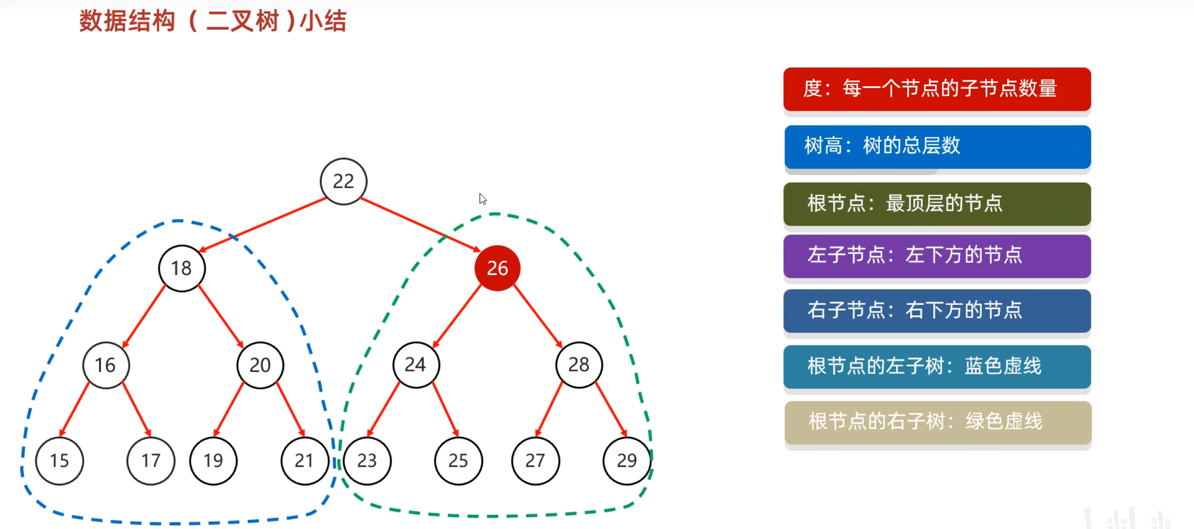 数据结构（二叉树)小结
度：每一个节点的子节点数量
树高：树的总层数
根节点：最顶层的节点
左子节点：左下方的节点
右子节点：右下方的节点
根节点的左子树：蓝色虚线
根节点的右子树：绿色虚线
22
18 26
16 20 24 28
15 17 19 21 23 25 27 29